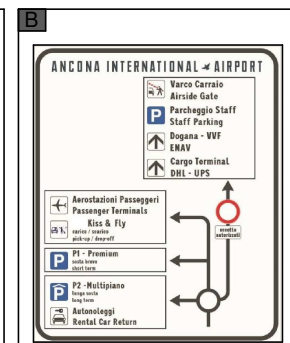 B
ANCONA INTERNATIONAL AIRPORT
Varco Carraio
Airside Gate
P
Parcheggio Staff
Staff Parking
Dogana - VVF
ENAV
Cargo Terminal
DHL - UPS
eccetto
autorizzati
Aerostazioni Passeggeri
Passenger Terminals
Kiss & Fly
carico / scarico
pick-up / drop-off
P
P1 - Premium
sosta breve
short term
P
P2 - Multipiano
lunga sosta
long term
Autonoleggi
Rental Car Return